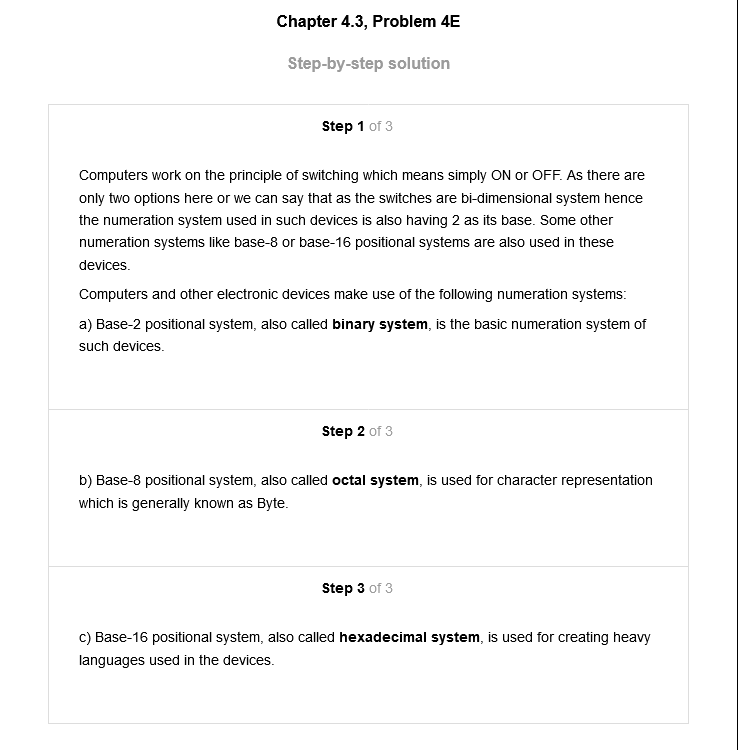 Chapter 4.3, Problem 4E
Step-by-step solution
Step 1 of 3
Computers work on the principle of switching which means simply ON or OFF. As there are
only two options here or we can say that as the switches are bi-dimensional system hence
the numeration system used in such devices is also having 2 as its base. Some other
numeration systems like base-8 or base-16 positional systems are also used in these
devices.
Computers and other electronic devices make use of the following numeration systems:
a) Base-2 positional system, also called binary system, is the basic numeration system of
such devices.
Step 2 of 3
b) Base-8 positional system, also called octal system, is used for character representation
which is generally known as Byte.
Step 3 of 3
c) Base-16 positional system, also called hexadecimal system, is used for creating heavy
languages used in the devices.